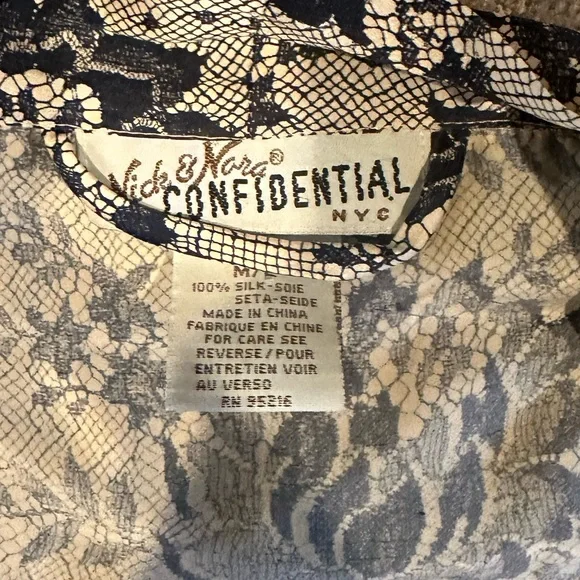 Nick & Nora®
CONFIDENTIAL
NYC
M/L
100% SILK-SOIE
SETA-SEIDE
MADE IN CHINA
FABRIQUE EN CHINE
FOR CARE SEE
REVERSE/POUR
ENTRETIEN VOIR
AU VERSO
RN 95216